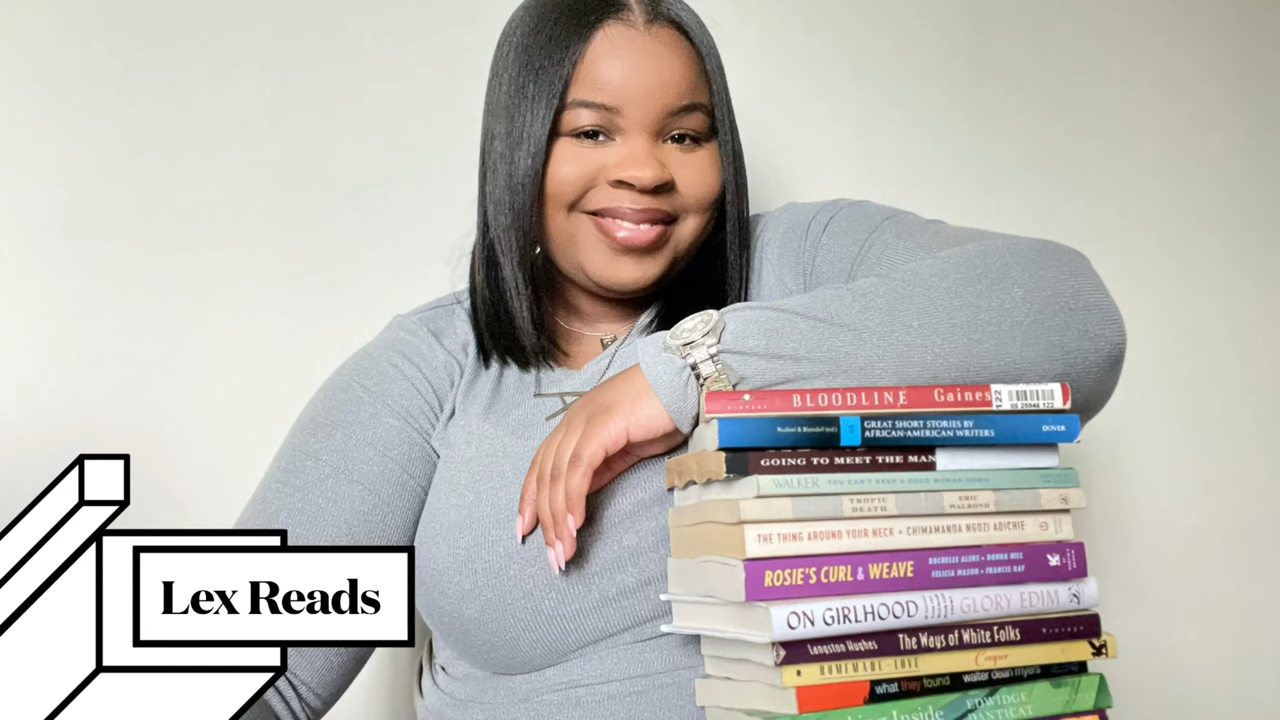 BLOODLINE Gaines
122
05 25946 122
VINTAGE
GREAT SHORT STORIES BY
AFRICAN-AMERICAN WRITERS
DOVER
GOING TO MEET THE MAN
WALKER YOU CAN'T KEEP A GOOD WOMAN DOWN
TROPIC
DEATH
ERIC
WALROND
THE THING AROUND YOUR NECK • CHIMAMANDA NGOZI ADICHIE
ROSIE'S CURL & WEAVE
ROCHELLE ALERS • DONNA HILL
FELICIA MASON • FRANCIS RAY
ON GIRLHOOD
GLORY EDIM
Langston Hughes The Ways of White Folks Vintage
HOMEMADE LOVE Cooper
what they found walter dean myers
Inside
EDWIDGE
DANTICAT
Lex Reads